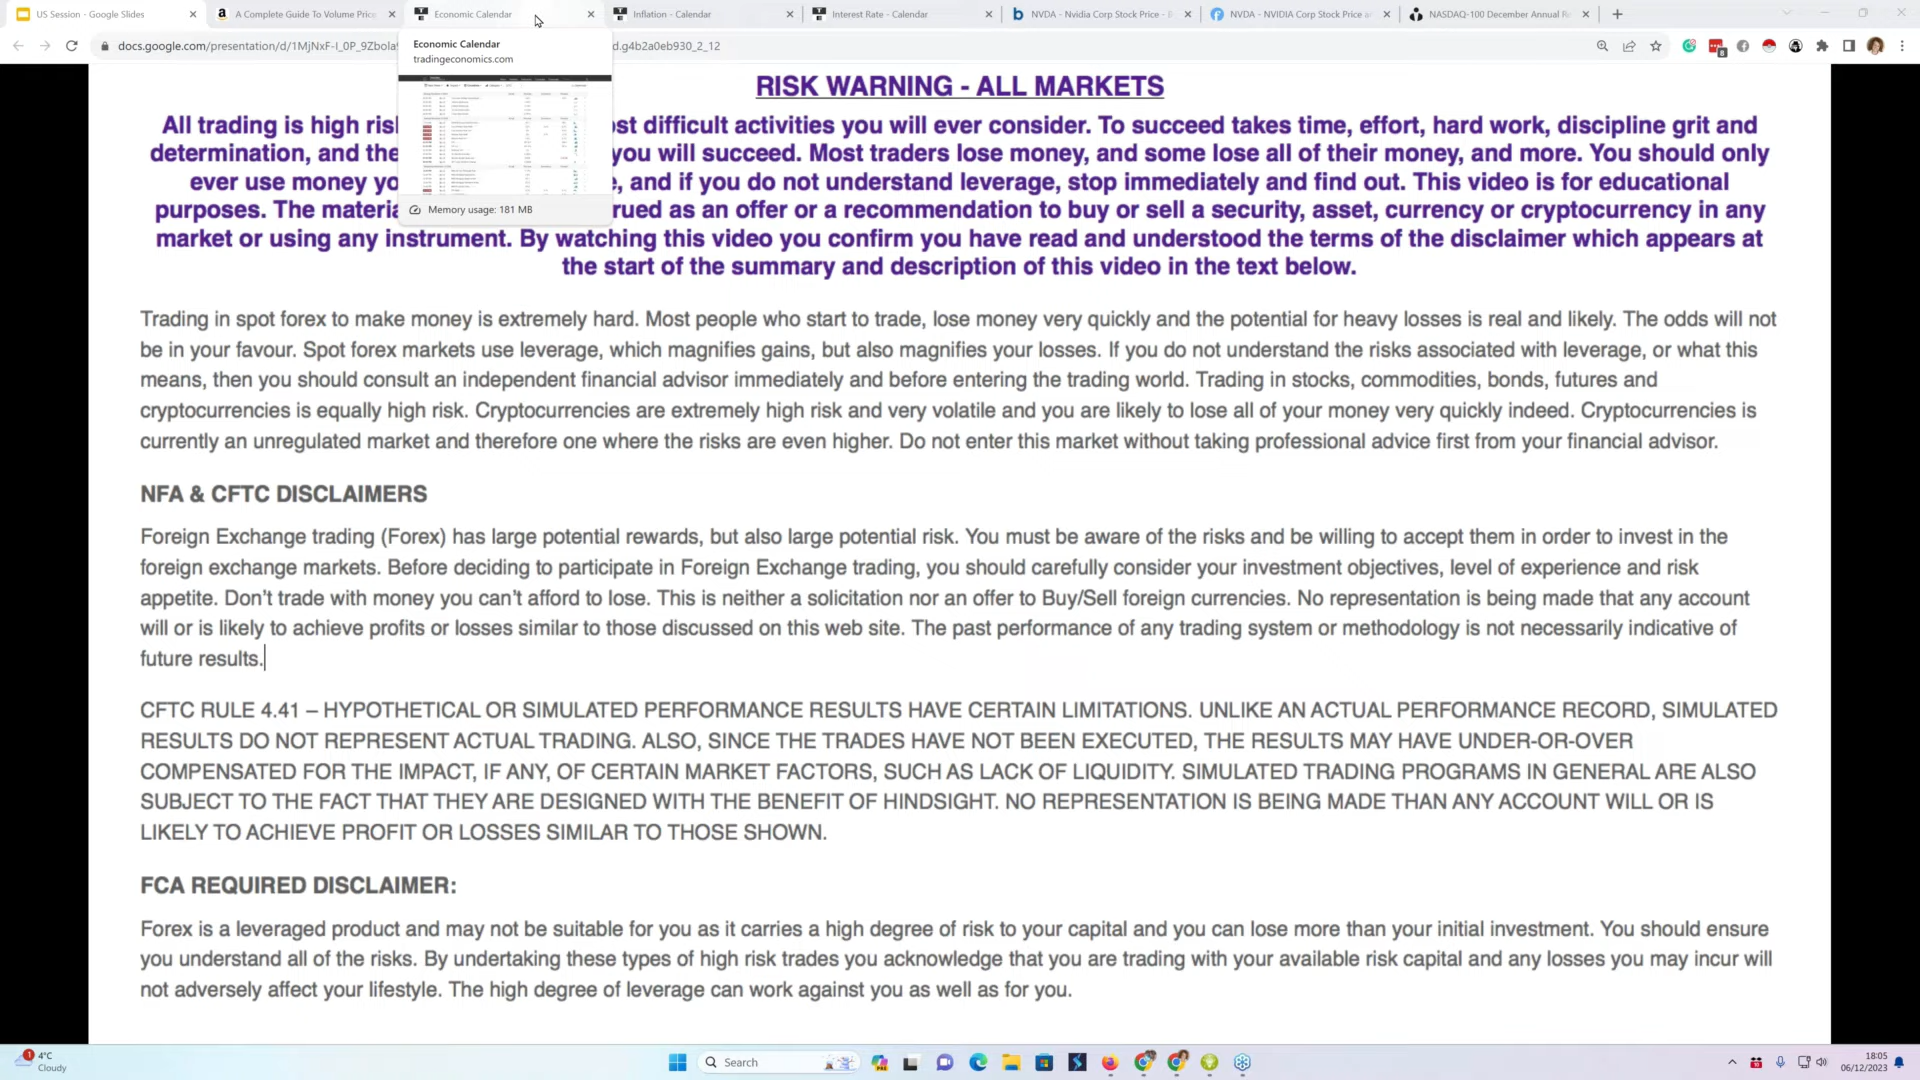 US Session - Google Slides
A Complete Guide To Volume Price
Economic Calendar
Inflation - Calendar
Interest Rate - Calendar
NVDA - Nvidia Corp Stock Price -
NVDA - NVIDIA Corp Stock Price a
NASDAQ-100 December Annual R
docs.google.com/presentation/d/1MjNxF-I_0P_9Zbola
d.g4b2a0eb930_2_12
Economic Calendar
tradingeconomics.com
Memory usage: 181 MB
RISK WARNING - ALL MARKETS
All trading is high ris st difficult activities you will ever consider. To succeed takes time, effort, hard work, discipline grit and
determination, and the you will succeed. Most traders lose money, and some lose all of their money, and more. You should only
ever use money yo e, and if you do not understand leverage, stop immediately and find out. This video is for educational
purposes. The materia rued as an offer or a recommendation to buy or sell a security, asset, currency or cryptocurrency in any
market or using any instrument. By watching this video you confirm you have read and understood the terms of the disclaimer which appears at
the start of the summary and description of this video in the text below.
Trading in spot forex to make money is extremely hard. Most people who start to trade, lose money very quickly and the potential for heavy losses is real and likely. The odds will not
be in your favour. Spot forex markets use leverage, which magnifies gains, but also magnifies your losses. If you do not understand the risks associated with leverage, or what this
means, then you should consult an independent financial advisor immediately and before entering the trading world. Trading in stocks, commodities, bonds, futures and
cryptocurrencies is equally high risk. Cryptocurrencies are extremely high risk and very volatile and you are likely to lose all of your money very quickly indeed. Cryptocurrencies is
currently an unregulated market and therefore one where the risks are even higher. Do not enter this market without taking professional advice first from your financial advisor.
NFA & CFTC DISCLAIMERS
Foreign Exchange trading (Forex) has large potential rewards, but also large potential risk. You must be aware of the risks and be willing to accept them in order to invest in the
foreign exchange markets. Before deciding to participate in Foreign Exchange trading, you should carefully consider your investment objectives, level of experience and risk
appetite. Don't trade with money you can't afford to lose. This is neither a solicitation nor an offer to Buy/Sell foreign currencies. No representation is being made that any account
will or is likely to achieve profits or losses similar to those discussed on this web site. The past performance of any trading system or methodology is not necessarily indicative of
future results.
CFTC RULE 4.41 – HYPOTHETICAL OR SIMULATED PERFORMANCE RESULTS HAVE CERTAIN LIMITATIONS. UNLIKE AN ACTUAL PERFORMANCE RECORD, SIMULATED
RESULTS DO NOT REPRESENT ACTUAL TRADING. ALSO, SINCE THE TRADES HAVE NOT BEEN EXECUTED, THE RESULTS MAY HAVE UNDER-OR-OVER
COMPENSATED FOR THE IMPACT, IF ANY, OF CERTAIN MARKET FACTORS, SUCH AS LACK OF LIQUIDITY. SIMULATED TRADING PROGRAMS IN GENERAL ARE ALSO
SUBJECT TO THE FACT THAT THEY ARE DESIGNED WITH THE BENEFIT OF HINDSIGHT. NO REPRESENTATION IS BEING MADE THAN ANY ACCOUNT WILL OR IS
LIKELY TO ACHIEVE PROFIT OR LOSSES SIMILAR TO THOSE SHOWN.
FCA REQUIRED DISCLAIMER:
Forex is a leveraged product and may not be suitable for you as it carries a high degree of risk to your capital and you can lose more than your initial investment. You should ensure
you understand all of the risks. By undertaking these types of high risk trades you acknowledge that you are trading with your available risk capital and any losses you may incur will
not adversely affect your lifestyle. The high degree of leverage can work against you as well as for you.
4°C
Cloudy
Search
18:05
06/12/2023